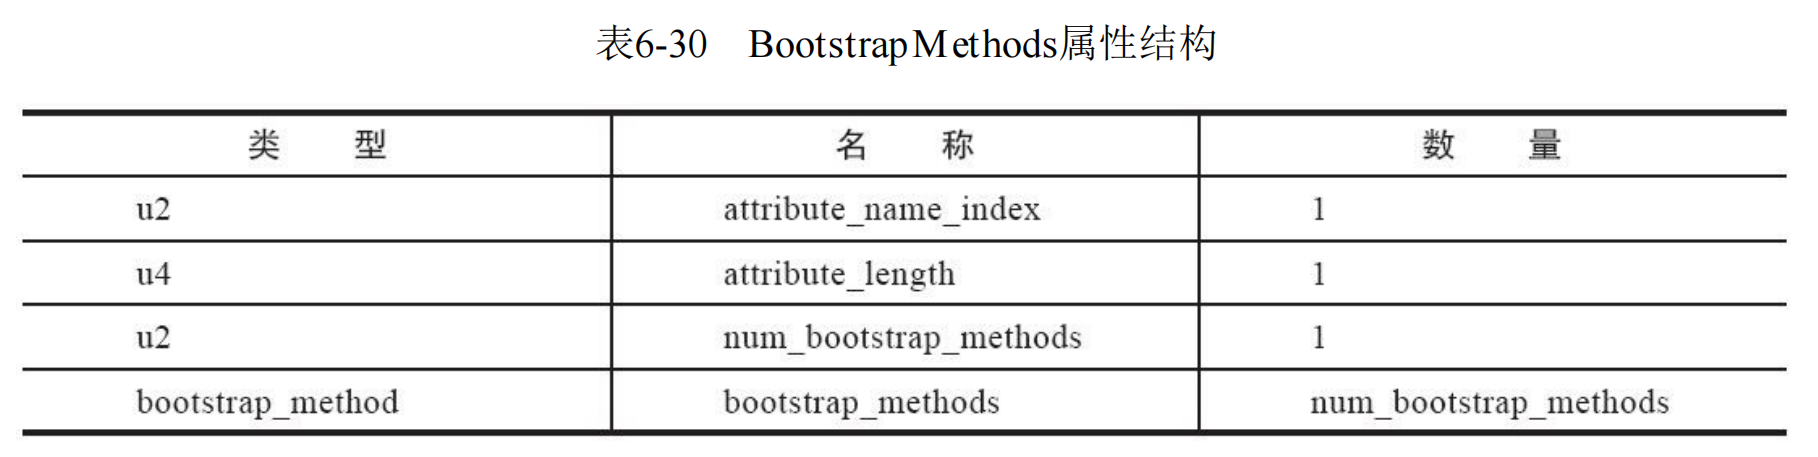 表6-30 BootstrapMethods属性结构
类 型 名 称 数 量
u2 attribute_name_index 1
u4 attribute_length 1
u2 num_bootstrap_methods 1
bootstrap_method bootstrap_methods num_bootstrap_methods